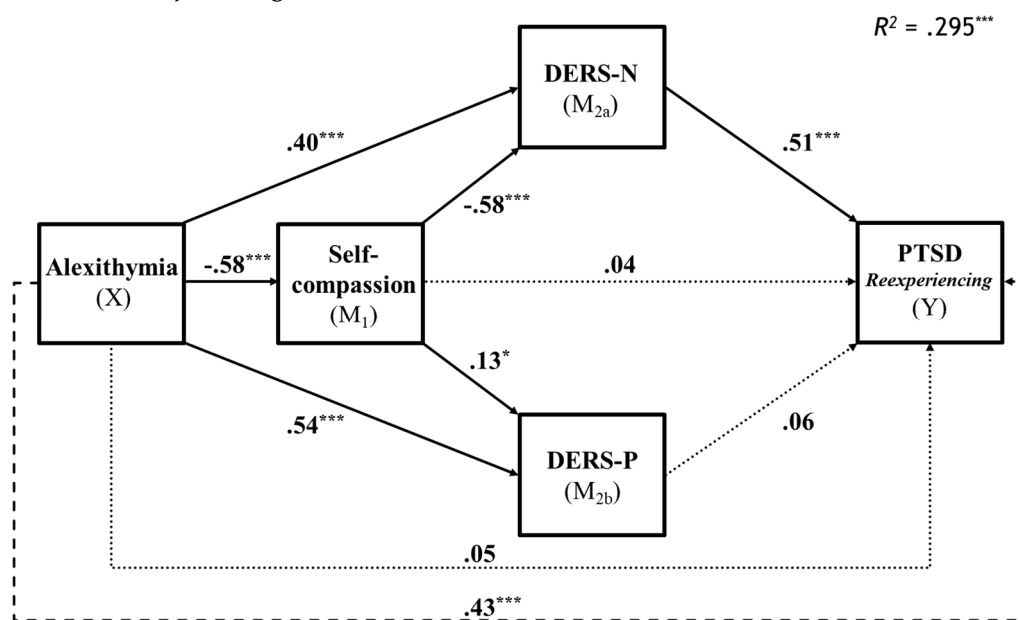 R² = .295***
DERS-N
(M₂ₐ)
.40***
.51***
-.58***
Alexithymia
(X)
-.58***
Self-
compassion
(M₁)
.04
PTSD
Reexperiencing
(Y)
.13*
.54***
.06
DERS-P
(M₂b)
.05
.43***